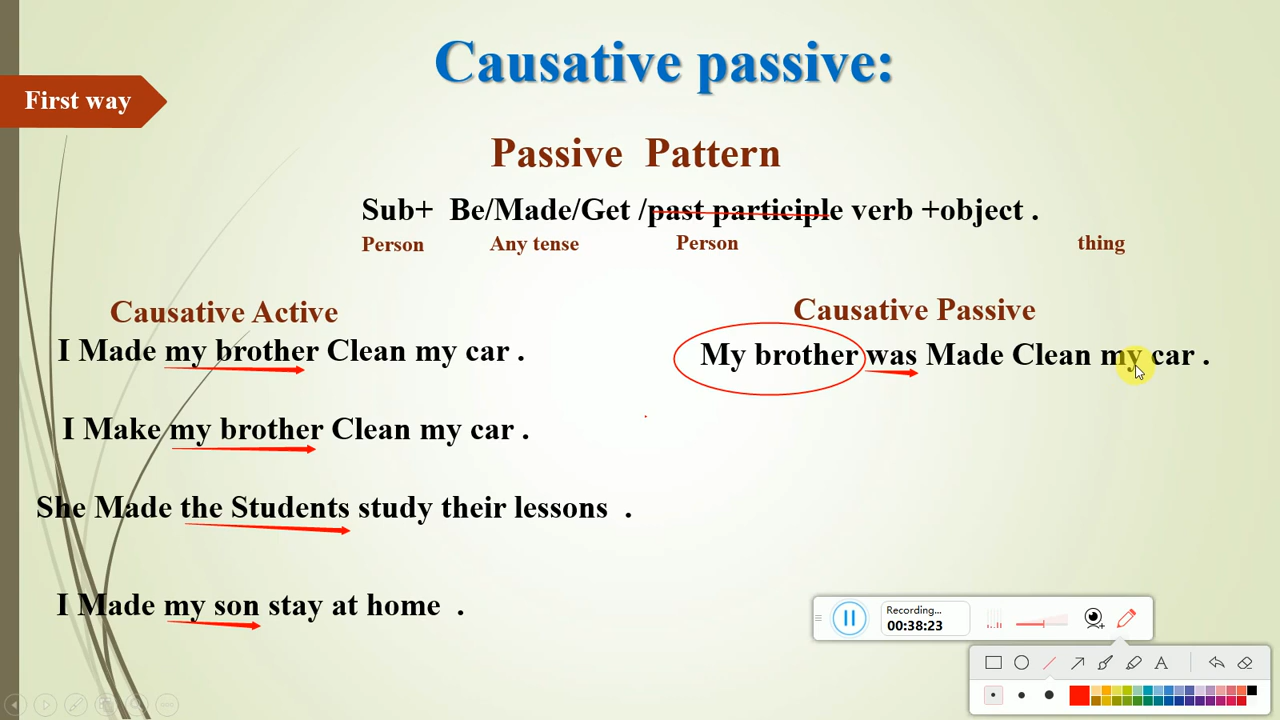 Causative passive:
First way
Passive Pattern
Sub+ Be/Made/Get /past participle verb +object .
Person Any tense Person thing
Causative Active
I Made my brother Clean my car .
I Make my brother Clean my car .
She Made the Students study their lessons .
I Made my son stay at home .
Causative Passive
My brother was Made Clean my car .
Recording...
00:38:23
A